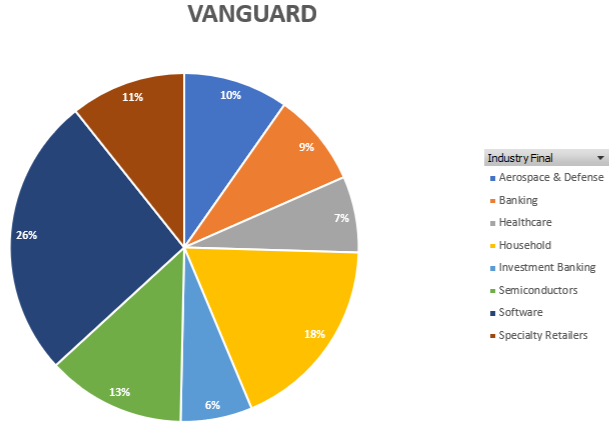 VANGUARD
10%
9%
7%
18%
6%
13%
26%
11%
Industry Final
Aerospace & Defense
Banking
Healthcare
Household
Investment Banking
Semiconductors
Software
Specialty Retailers